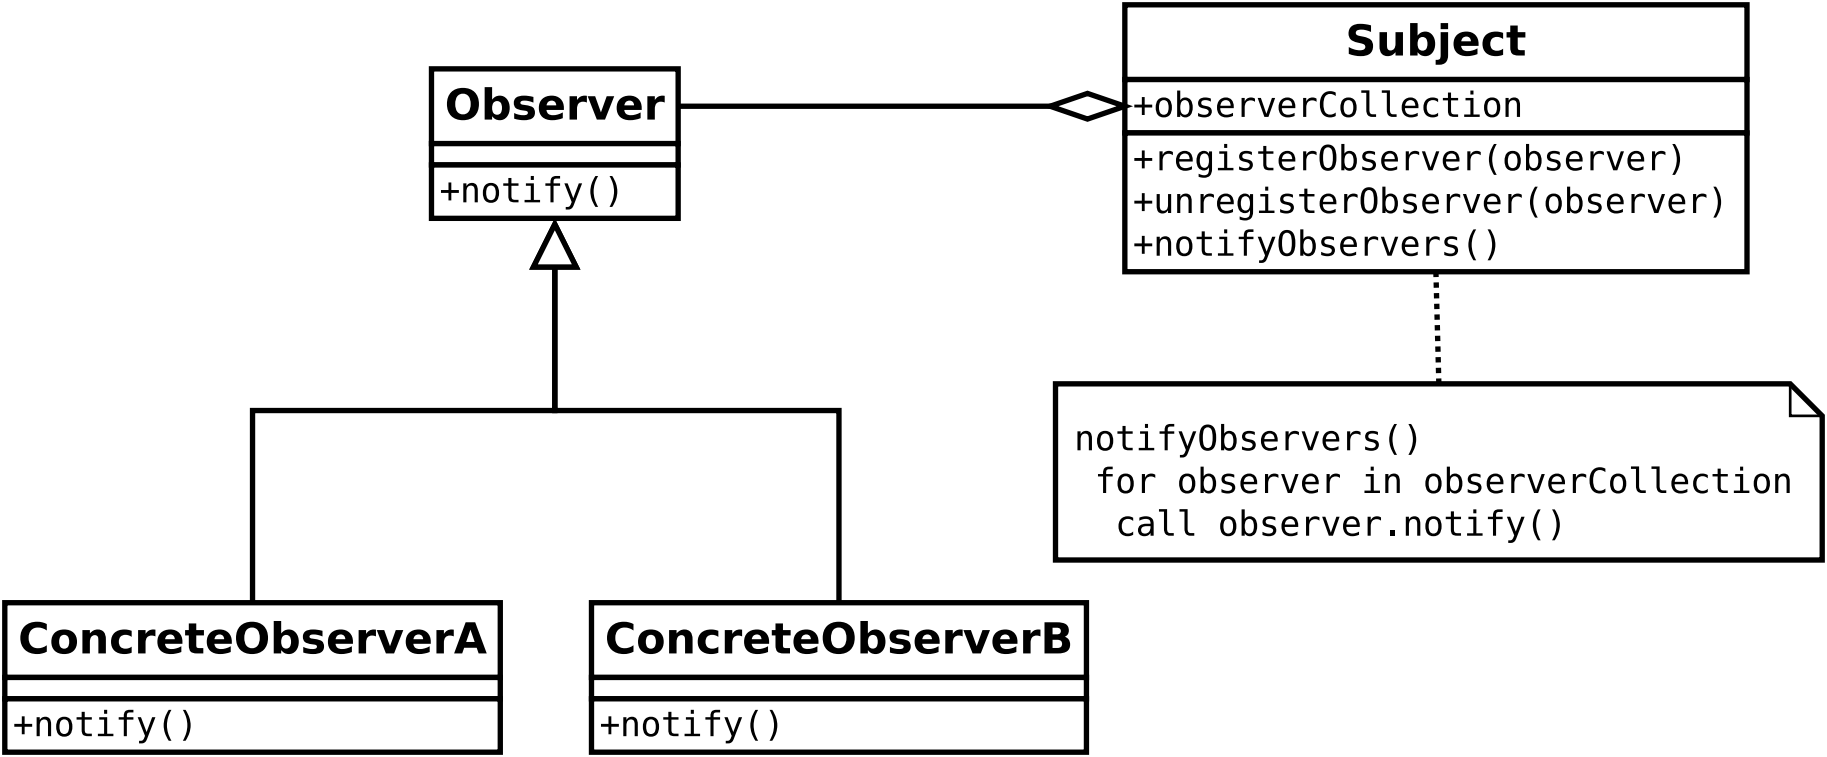 Subject
+observerCollection
+registerObserver(observer)
+unregisterObserver(observer)
+notifyObservers()
Observer
+notify()
notifyObservers()
for observer in observerCollection
call observer.notify()
ConcreteObserverA
+notify()
ConcreteObserverB
+notify()